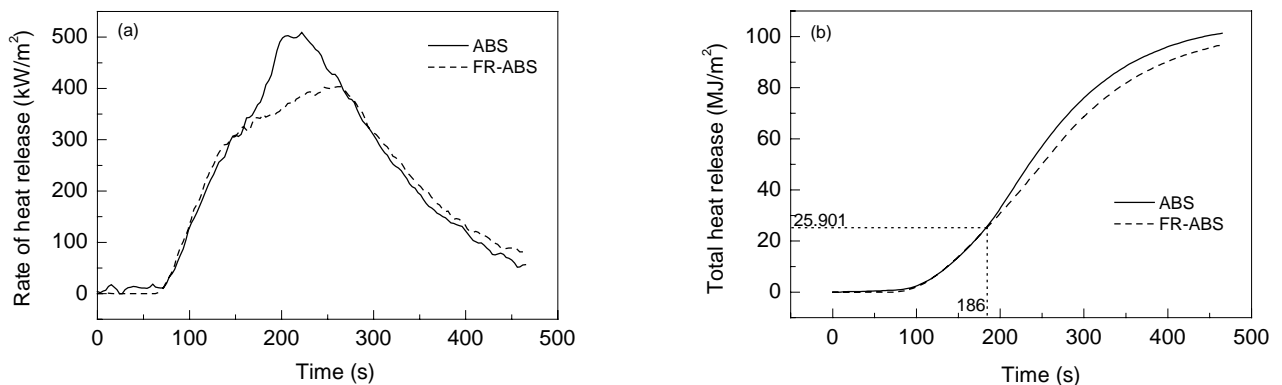 (a)
ABS
FR-ABS
500
400
300
200
100
0
Rate of heat release (kW/m²)
0 100 200 300 400 500
Time (s)
(b)
100
80
60
40
20
0
Total heat release (MJ/m²)
25.901
186
ABS
FR-ABS
0 100 200 300 400 500
Time (s)